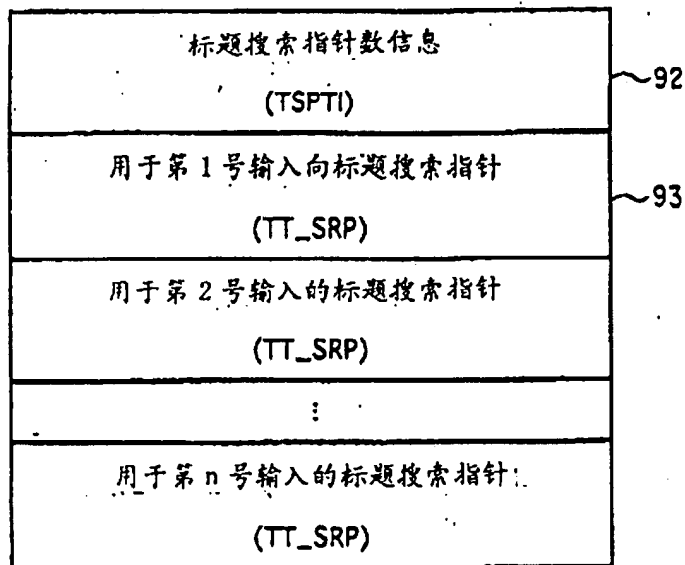 标题搜索指针数信息
(TSPTI)
92
用于第1号输入向标题搜索指针
(TT_SRP)
93
用于第2号输入的标题搜索指针
(TT_SRP)
⋮
用于第n号输入的标题搜索指针
(TT_SRP)